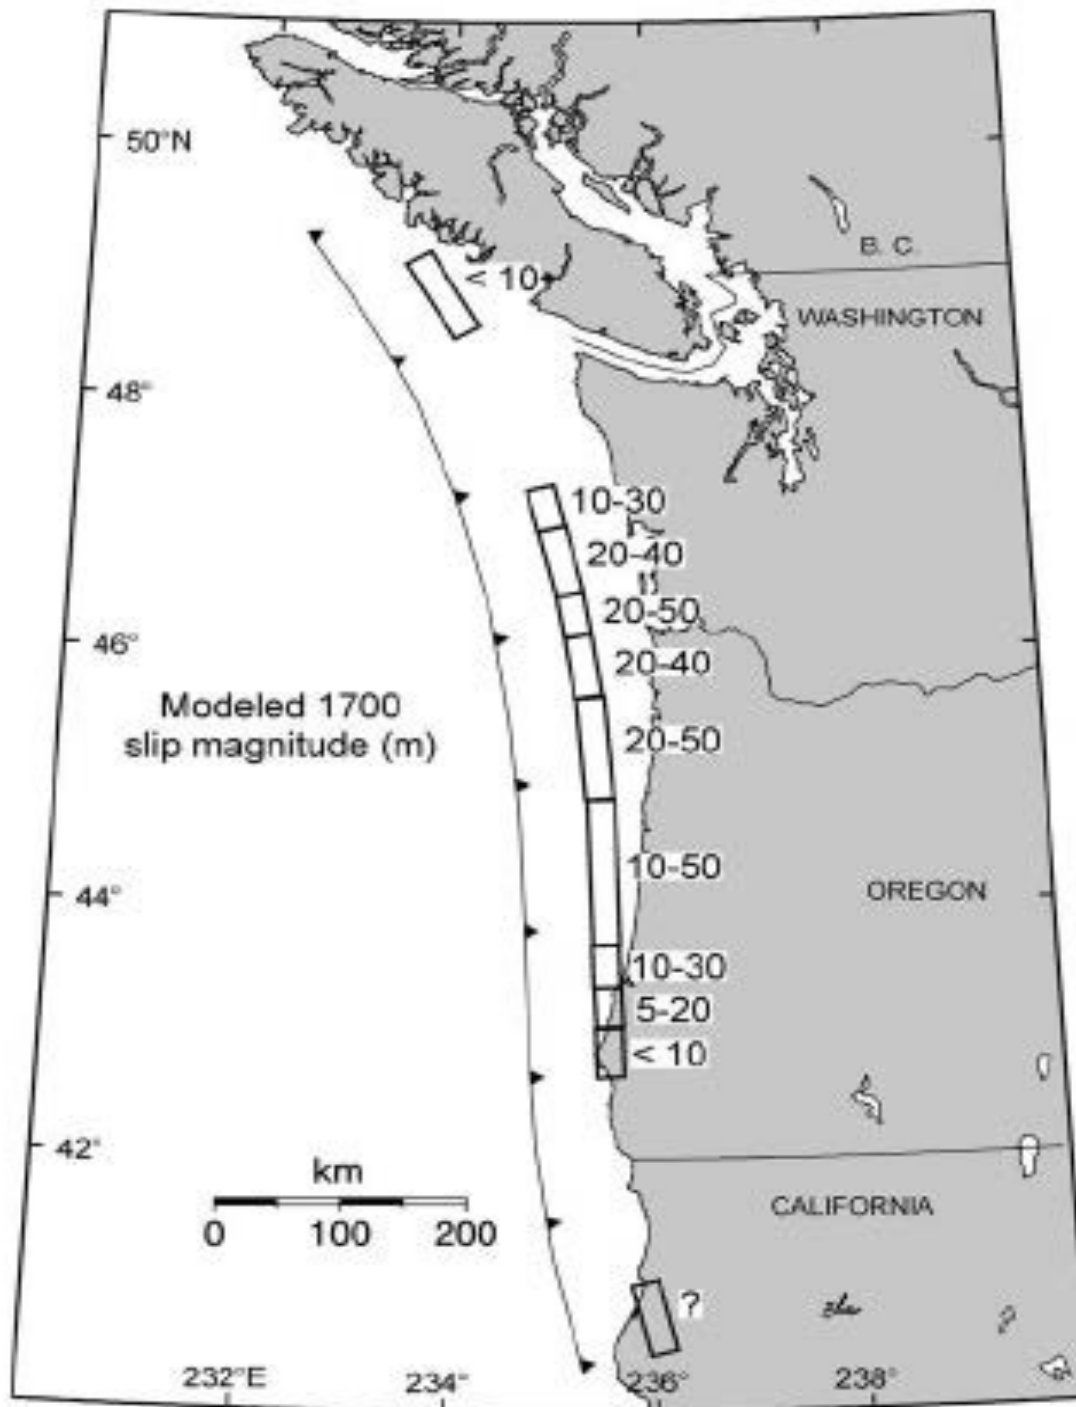 50°N
B. C.
< 10
WASHINGTON
48°
10-30
20-40
20-50
46°
20-40
Modeled 1700
slip magnitude (m)
20-50
10-50
44°
OREGON
10-30
5-20
< 10
42°
km
0 100 200
CALIFORNIA
?
232°E
234°
236°
238°